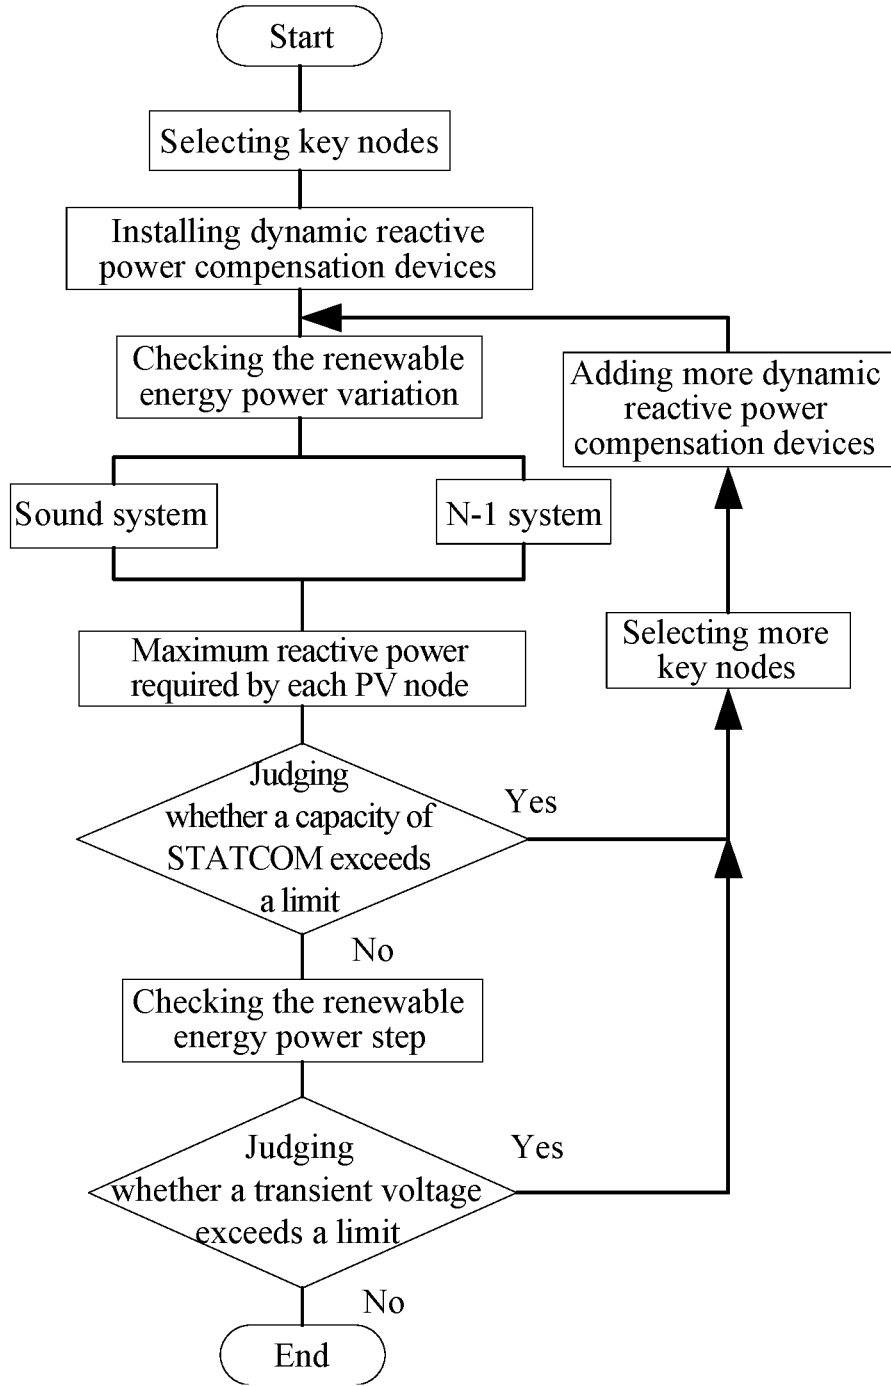 Start
Selecting key nodes
Installing dynamic reactive
power compensation devices
Checking the renewable
energy power variation
Adding more dynamic
reactive power
compensation devices
Sound system
N-1 system
Selecting more
key nodes
Maximum reactive power
required by each PV node
Judging
whether a capacity of
STATCOM exceeds
a limit
Yes
No
Checking the renewable
energy power step
Judging
whether a transient voltage
exceeds a limit
Yes
No
End